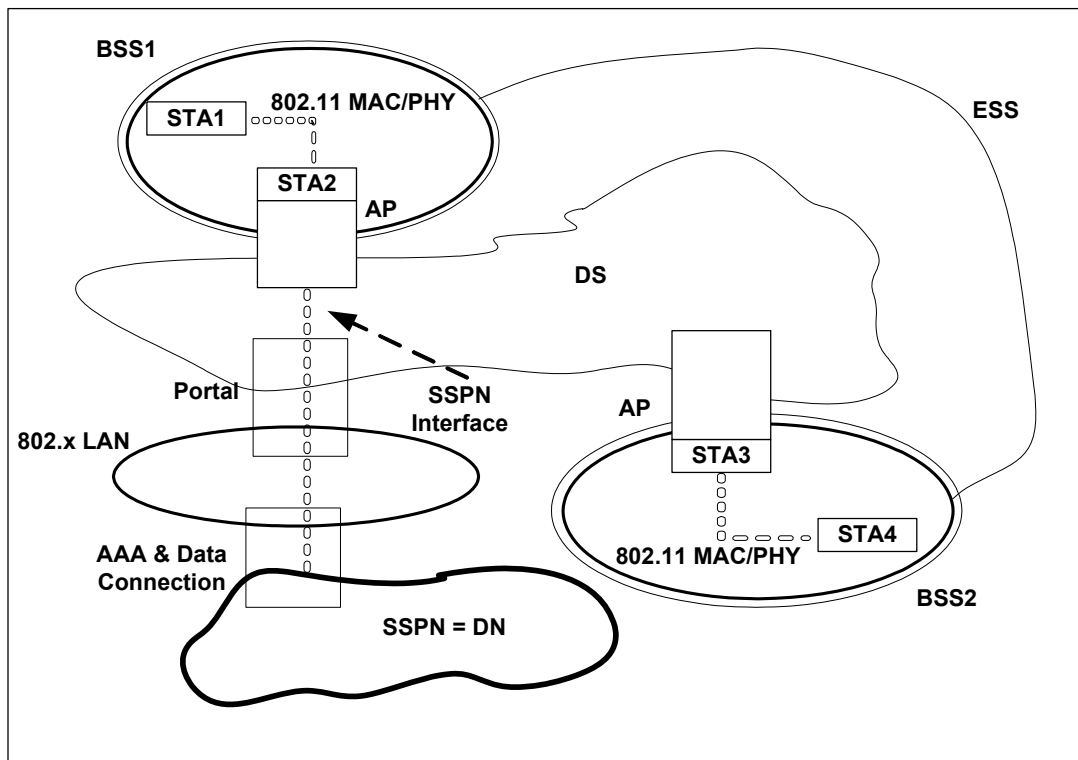 BSS1
802.11 MAC/PHY
STA1
ESS
STA2
AP
DS
Portal
SSPN
Interface
AP
802.x LAN
STA3
AAA & Data
Connection
STA4
802.11 MAC/PHY
BSS2
SSPN = DN